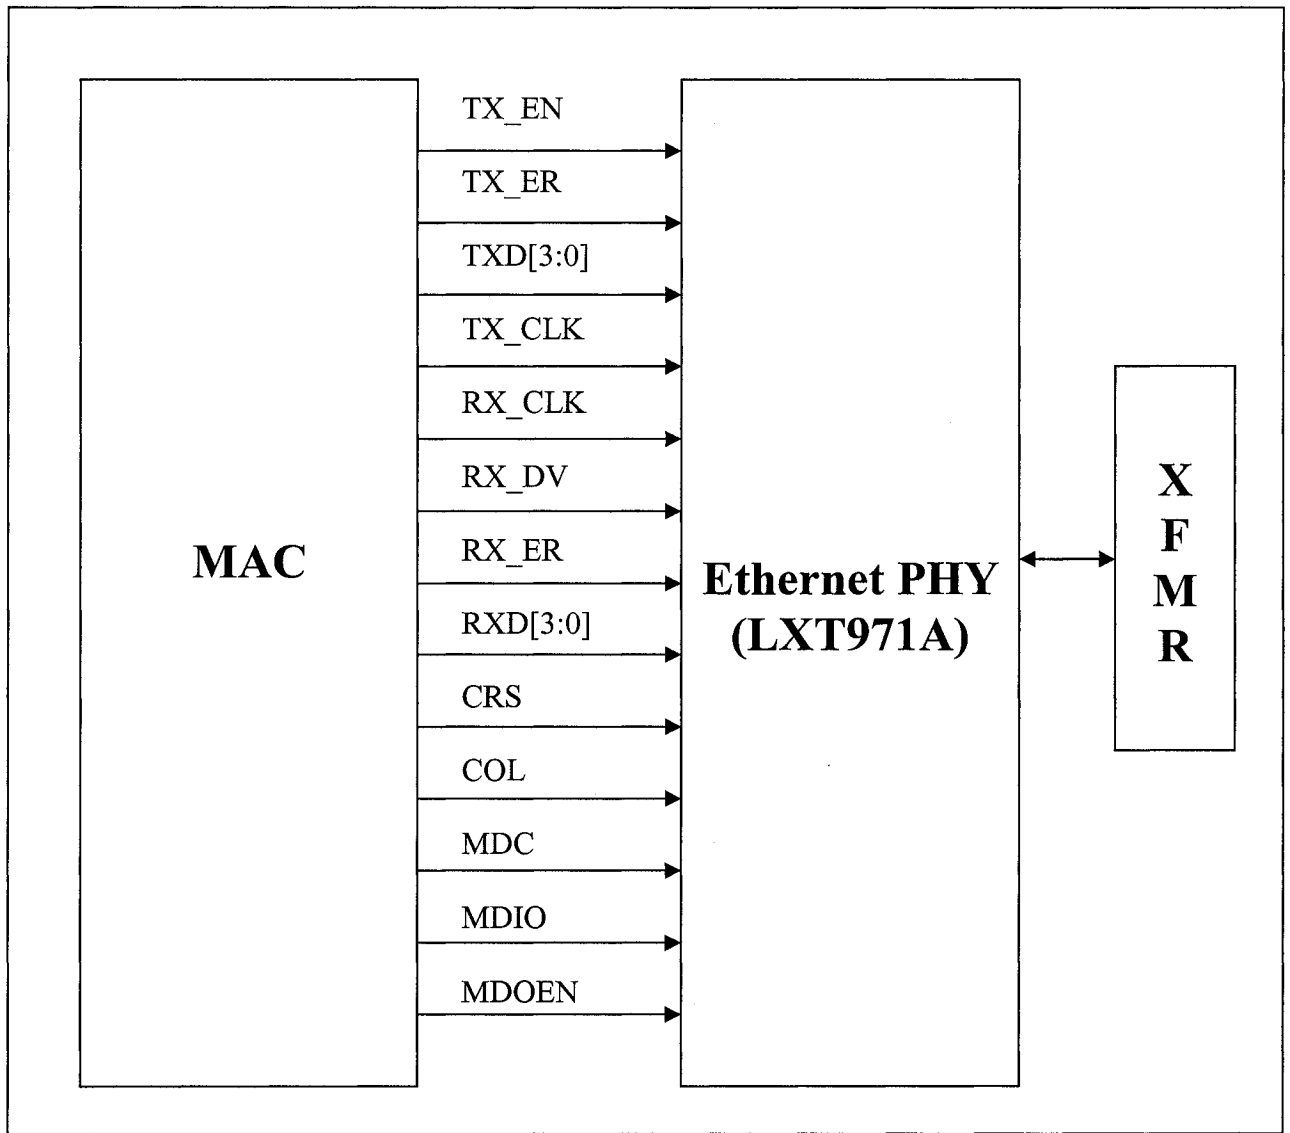 TX_EN
TX_ER
TXD[3:0]
TX_CLK
RX_CLK
RX_DV
RX_ER
RXD[3:0]
CRS
COL
MDC
MDIO
MDOEN
MAC
Ethernet PHY
(LXT971A)
X
F
M
R